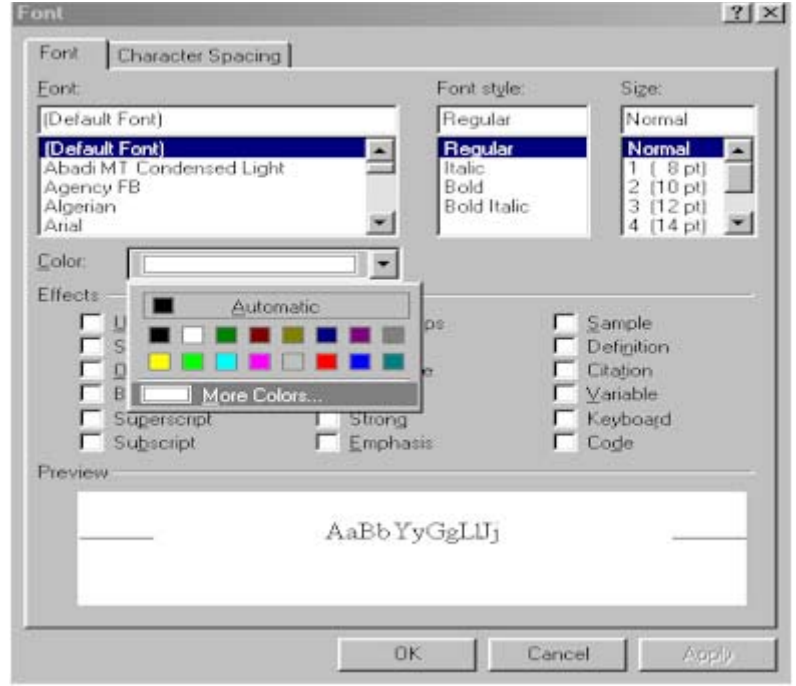 Font
Font Character Spacing
Font: Font style: Size:
(Default Font) Regular Normal
(Default Font) Regular Normal
Abadi MT Condensed Light Italic 1 ( 8 pt)
Agency FB Bold 2 (10 pt)
Algerian Bold Italic 3 (12 pt)
Arial 4 (14 pt)
Color:
Effects Automatic
U ps Sample
S Definition
D e Citation
B More Colors... Variable
Superscript Strong Keyboard
Subscript Emphasis Code
Preview
AaBbYyGgLlJj
OK Cancel Apply